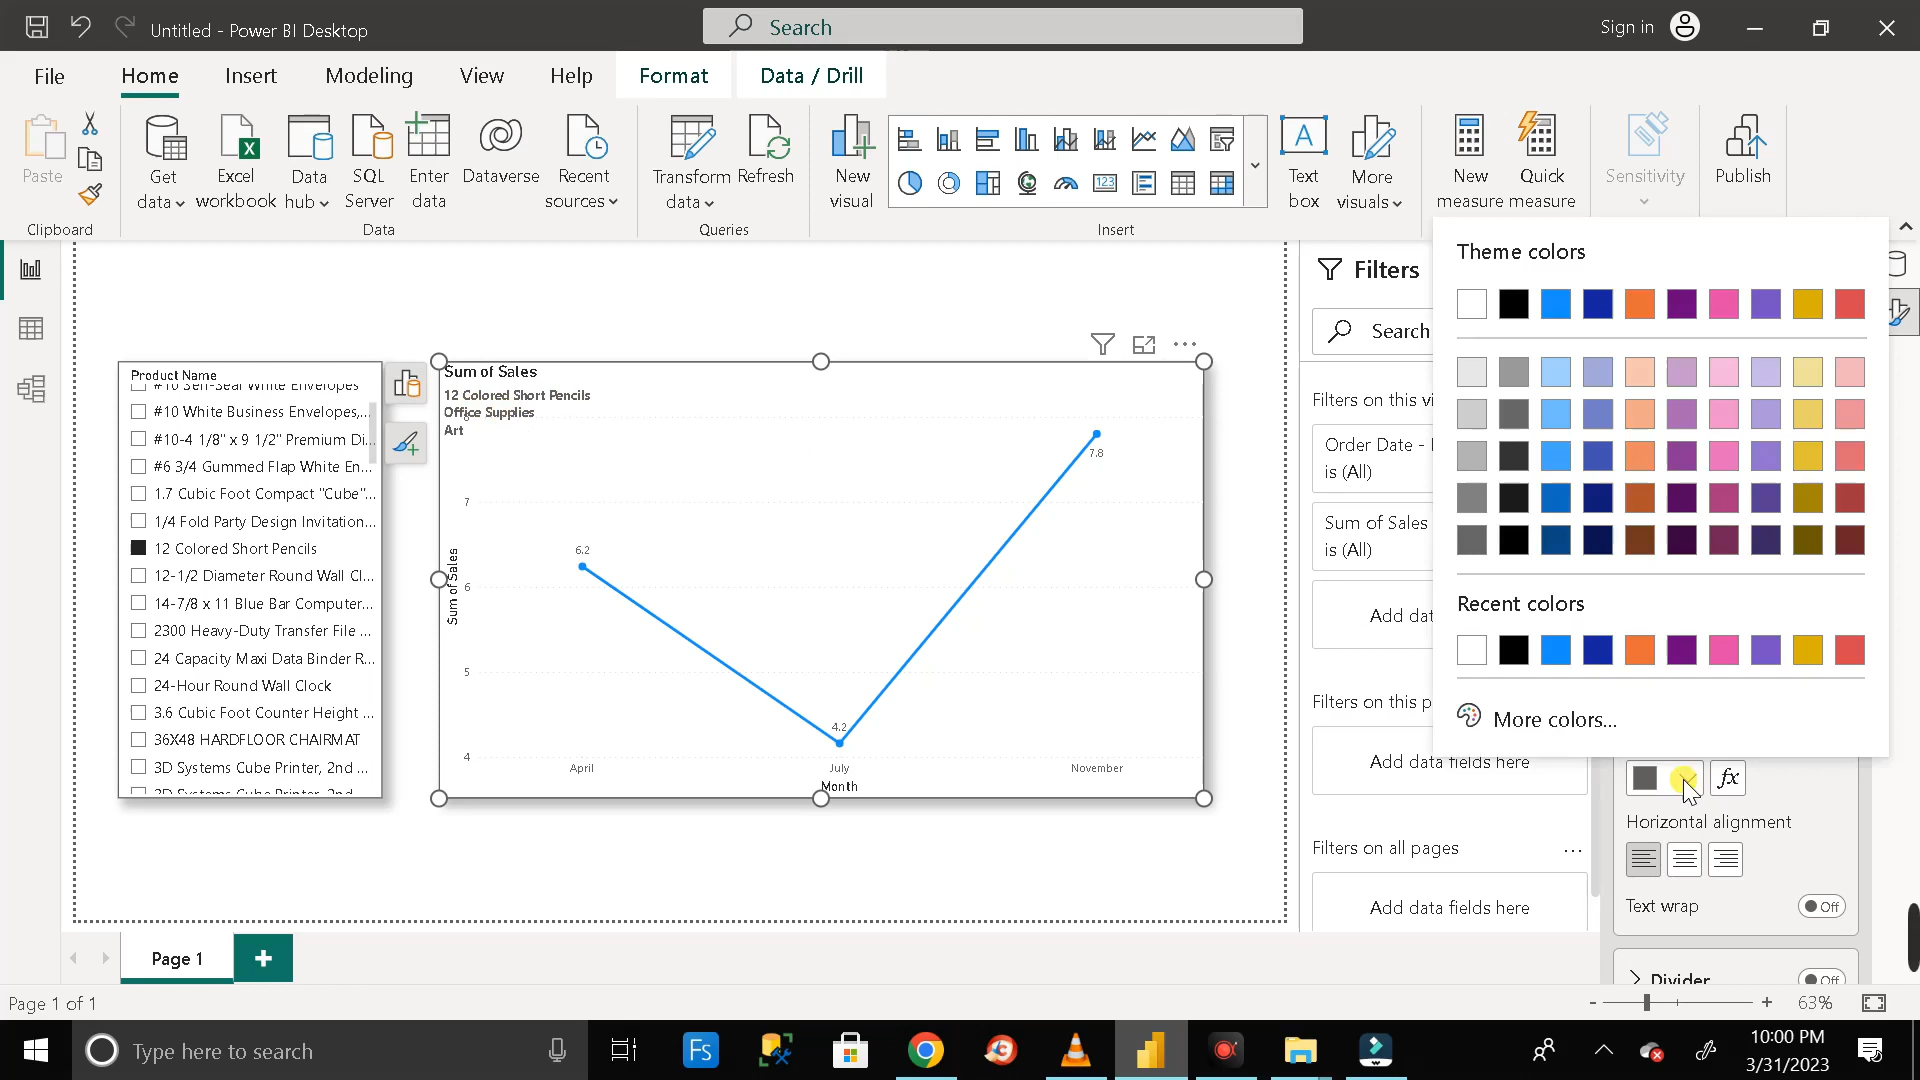 Untitled - Power BI Desktop
Search
Sign in
File
Home
Insert
Modeling
View
Help
Format
Data / Drill
Paste
Get data
Excel workbook
Data hub
SQL Server
Enter data
Dataverse
Recent sources
Transform data
Refresh
New visual
Text box
More visuals
New measure
Quick measure
Sensitivity
Publish
Clipboard
Data
Queries
Insert
Product Name
#10 White Business Envelopes,...
#10-4 1/8" x 9 1/2" Premium Di...
#6 3/4 Gummed Flap White En...
1.7 Cubic Foot Compact "Cube"...
1/4 Fold Party Design Invitation...
12 Colored Short Pencils
12-1/2 Diameter Round Wall Cl...
14-7/8 x 11 Blue Bar Computer...
2300 Heavy-Duty Transfer File ...
24 Capacity Maxi Data Binder R...
24-Hour Round Wall Clock
3.6 Cubic Foot Counter Height ...
36X48 HARDFLOOR CHAIRMAT
3D Systems Cube Printer, 2nd ...
Sum of Sales
12 Colored Short Pencils
Office Supplies
Art
8
7
6
5
4
Sum of Sales
6.2
4.2
7.8
April
July
November
Month
Filters
Search
Filters on this vi
Order Date -
is (All)
Sum of Sales
is (All)
Add dat
Filters on this p
Add data fields here
Filters on all pages
...
Add data fields here
Theme colors
Recent colors
More colors...
fx
Horizontal alignment
Text wrap
Off
Divider
Off
Page 1
Page 1 of 1
- + 63%
Type here to search
Fs
10:00 PM
3/31/2023